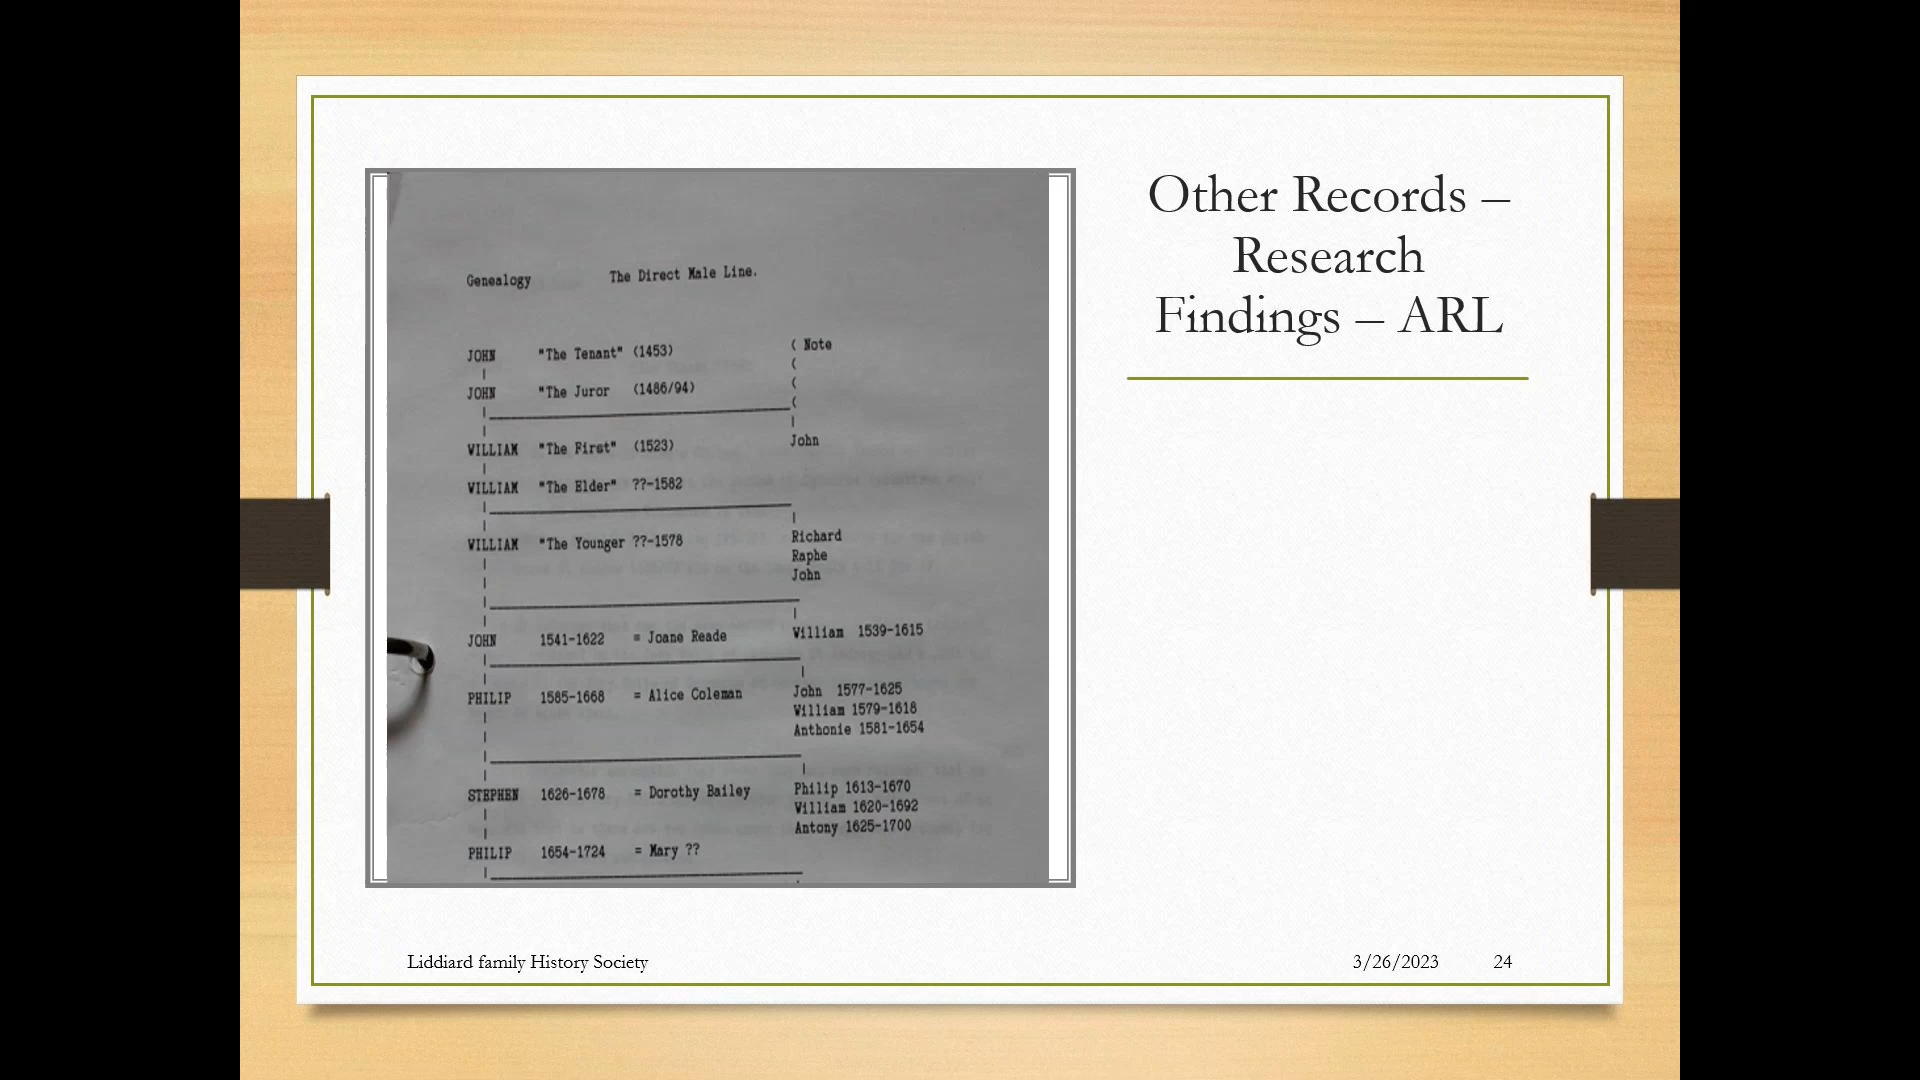 Other Records –
Research
Findings – ARL
Genealogy The Direct Male Line.
JOHN "The Tenant" (1453) ( Note
(
JOHN "The Juror (1486/94) (
(
WILLIAM "The First" (1523) John
WILLIAM "The Elder" ??-1582
WILLIAM "The Younger ??-1578 Richard
Raphe
John
JOHN 1541-1622 = Joane Reade William 1539-1615
PHILIP 1585-1668 = Alice Coleman John 1577-1625
William 1579-1618
Anthonie 1581-1654
STEPHEN 1626-1678 = Dorothy Bailey Philip 1613-1670
William 1620-1692
Antony 1625-1700
PHILIP 1654-1724 = Mary ??
Liddiard family History Society 3/26/2023 24